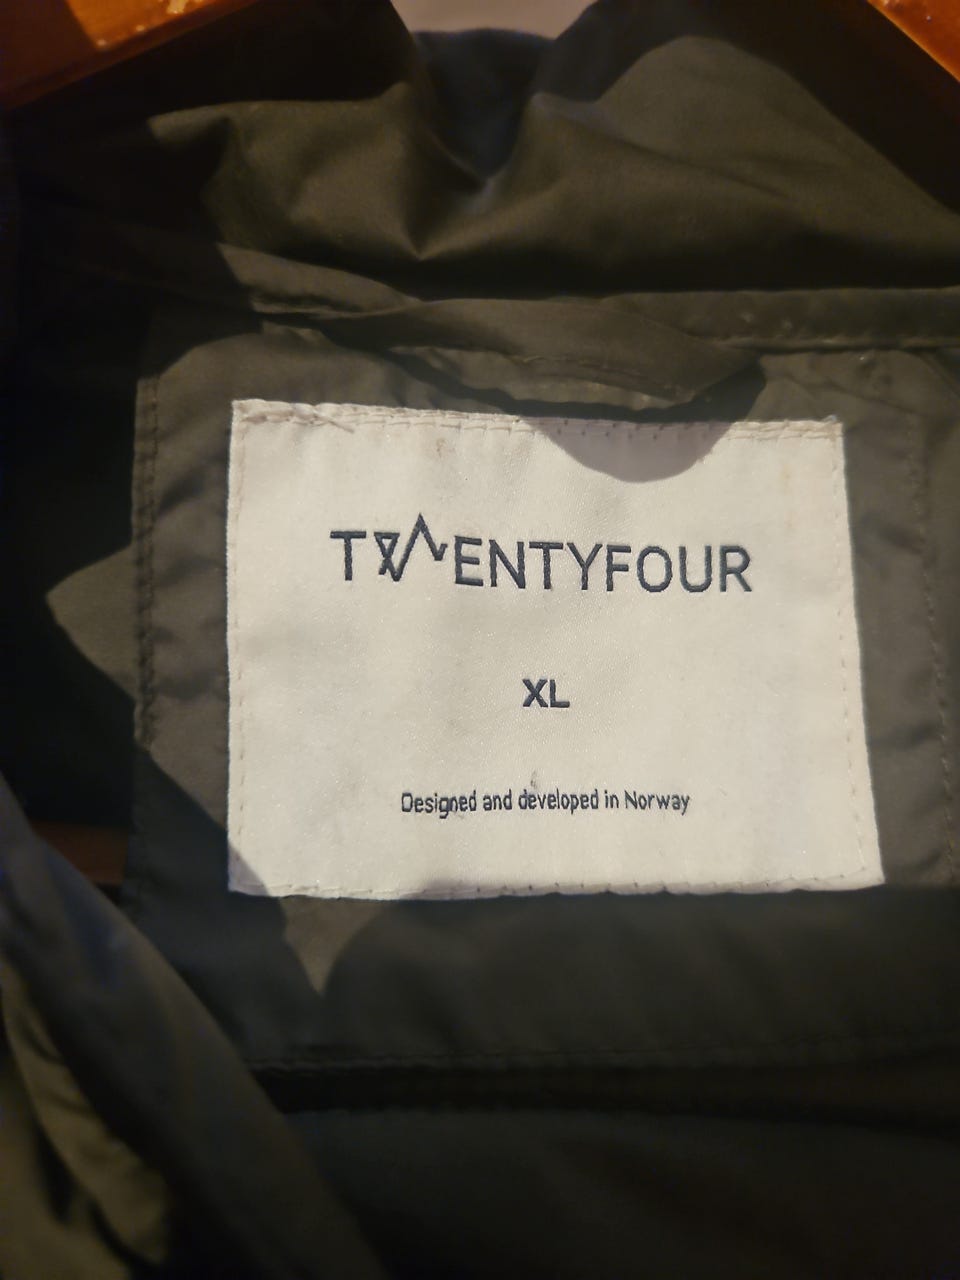 TWENTYFOUR
XL
Designed and developed in Norway